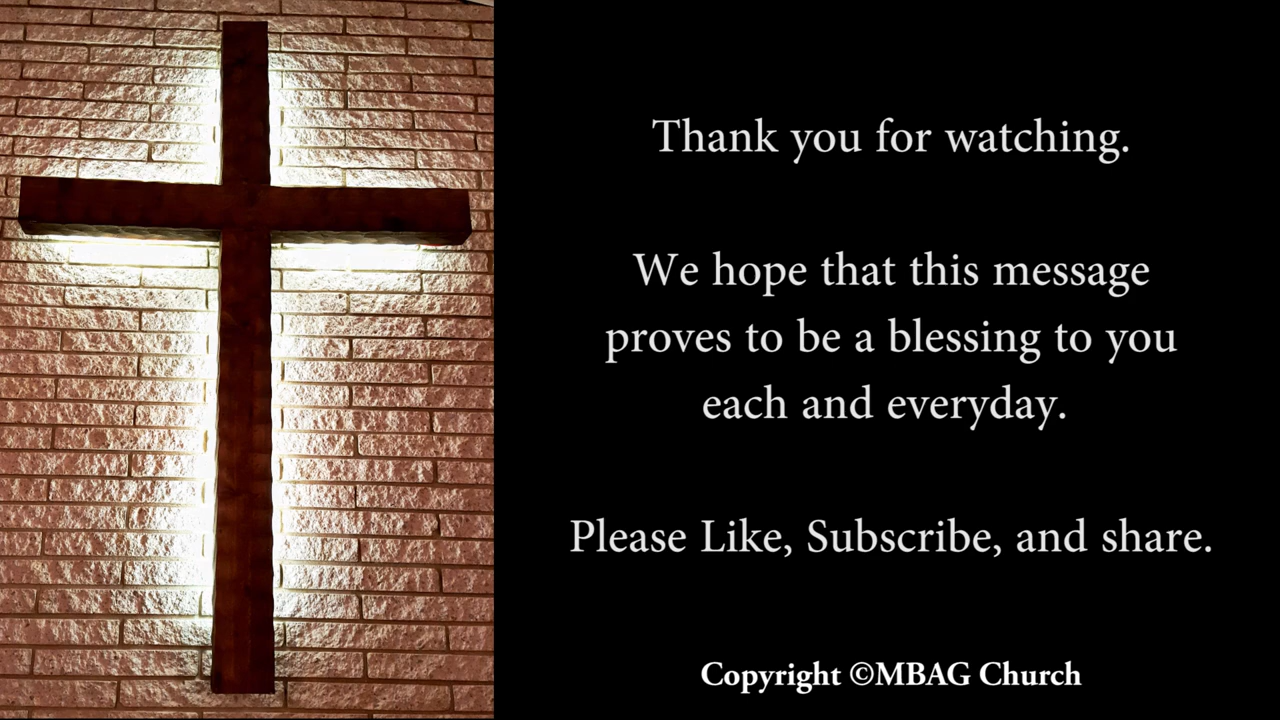 Thank you for watching.
We hope that this message
proves to be a blessing to you
each and everyday.
Please Like, Subscribe, and share.
Copyright ©MBAG Church